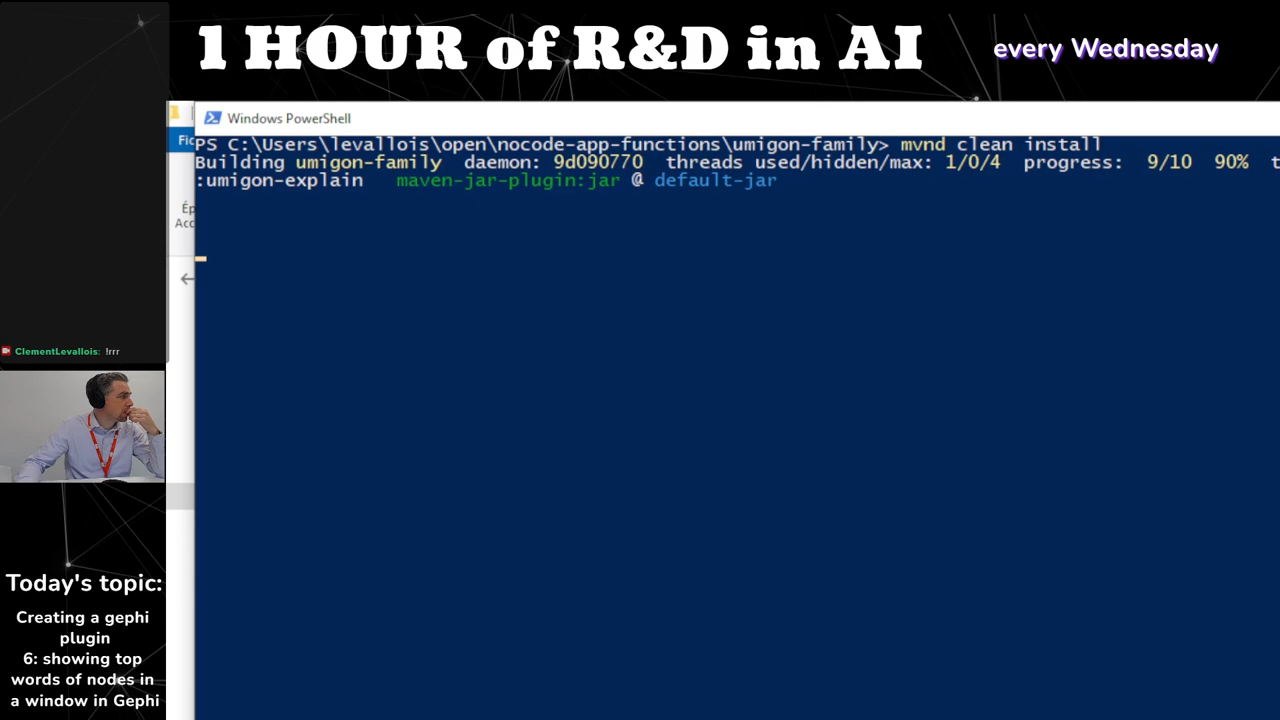 1 HOUR of R&D in AI
every Wednesday
Windows PowerShell
Fic
PS C:\Users\levallois\open\nocode-app-functions\umigon-family> mvnd clean install
Building umigon-family daemon: 9d090770 threads used/hidden/max: 1/0/4 progress: 9/10 90% t
:umigon-explain maven-jar-plugin:jar @ default-jar
Ép
Acc
ClementLevallois: !rrr
Today's topic:
Creating a gephi
plugin
6: showing top
words of nodes in
a window in Gephi